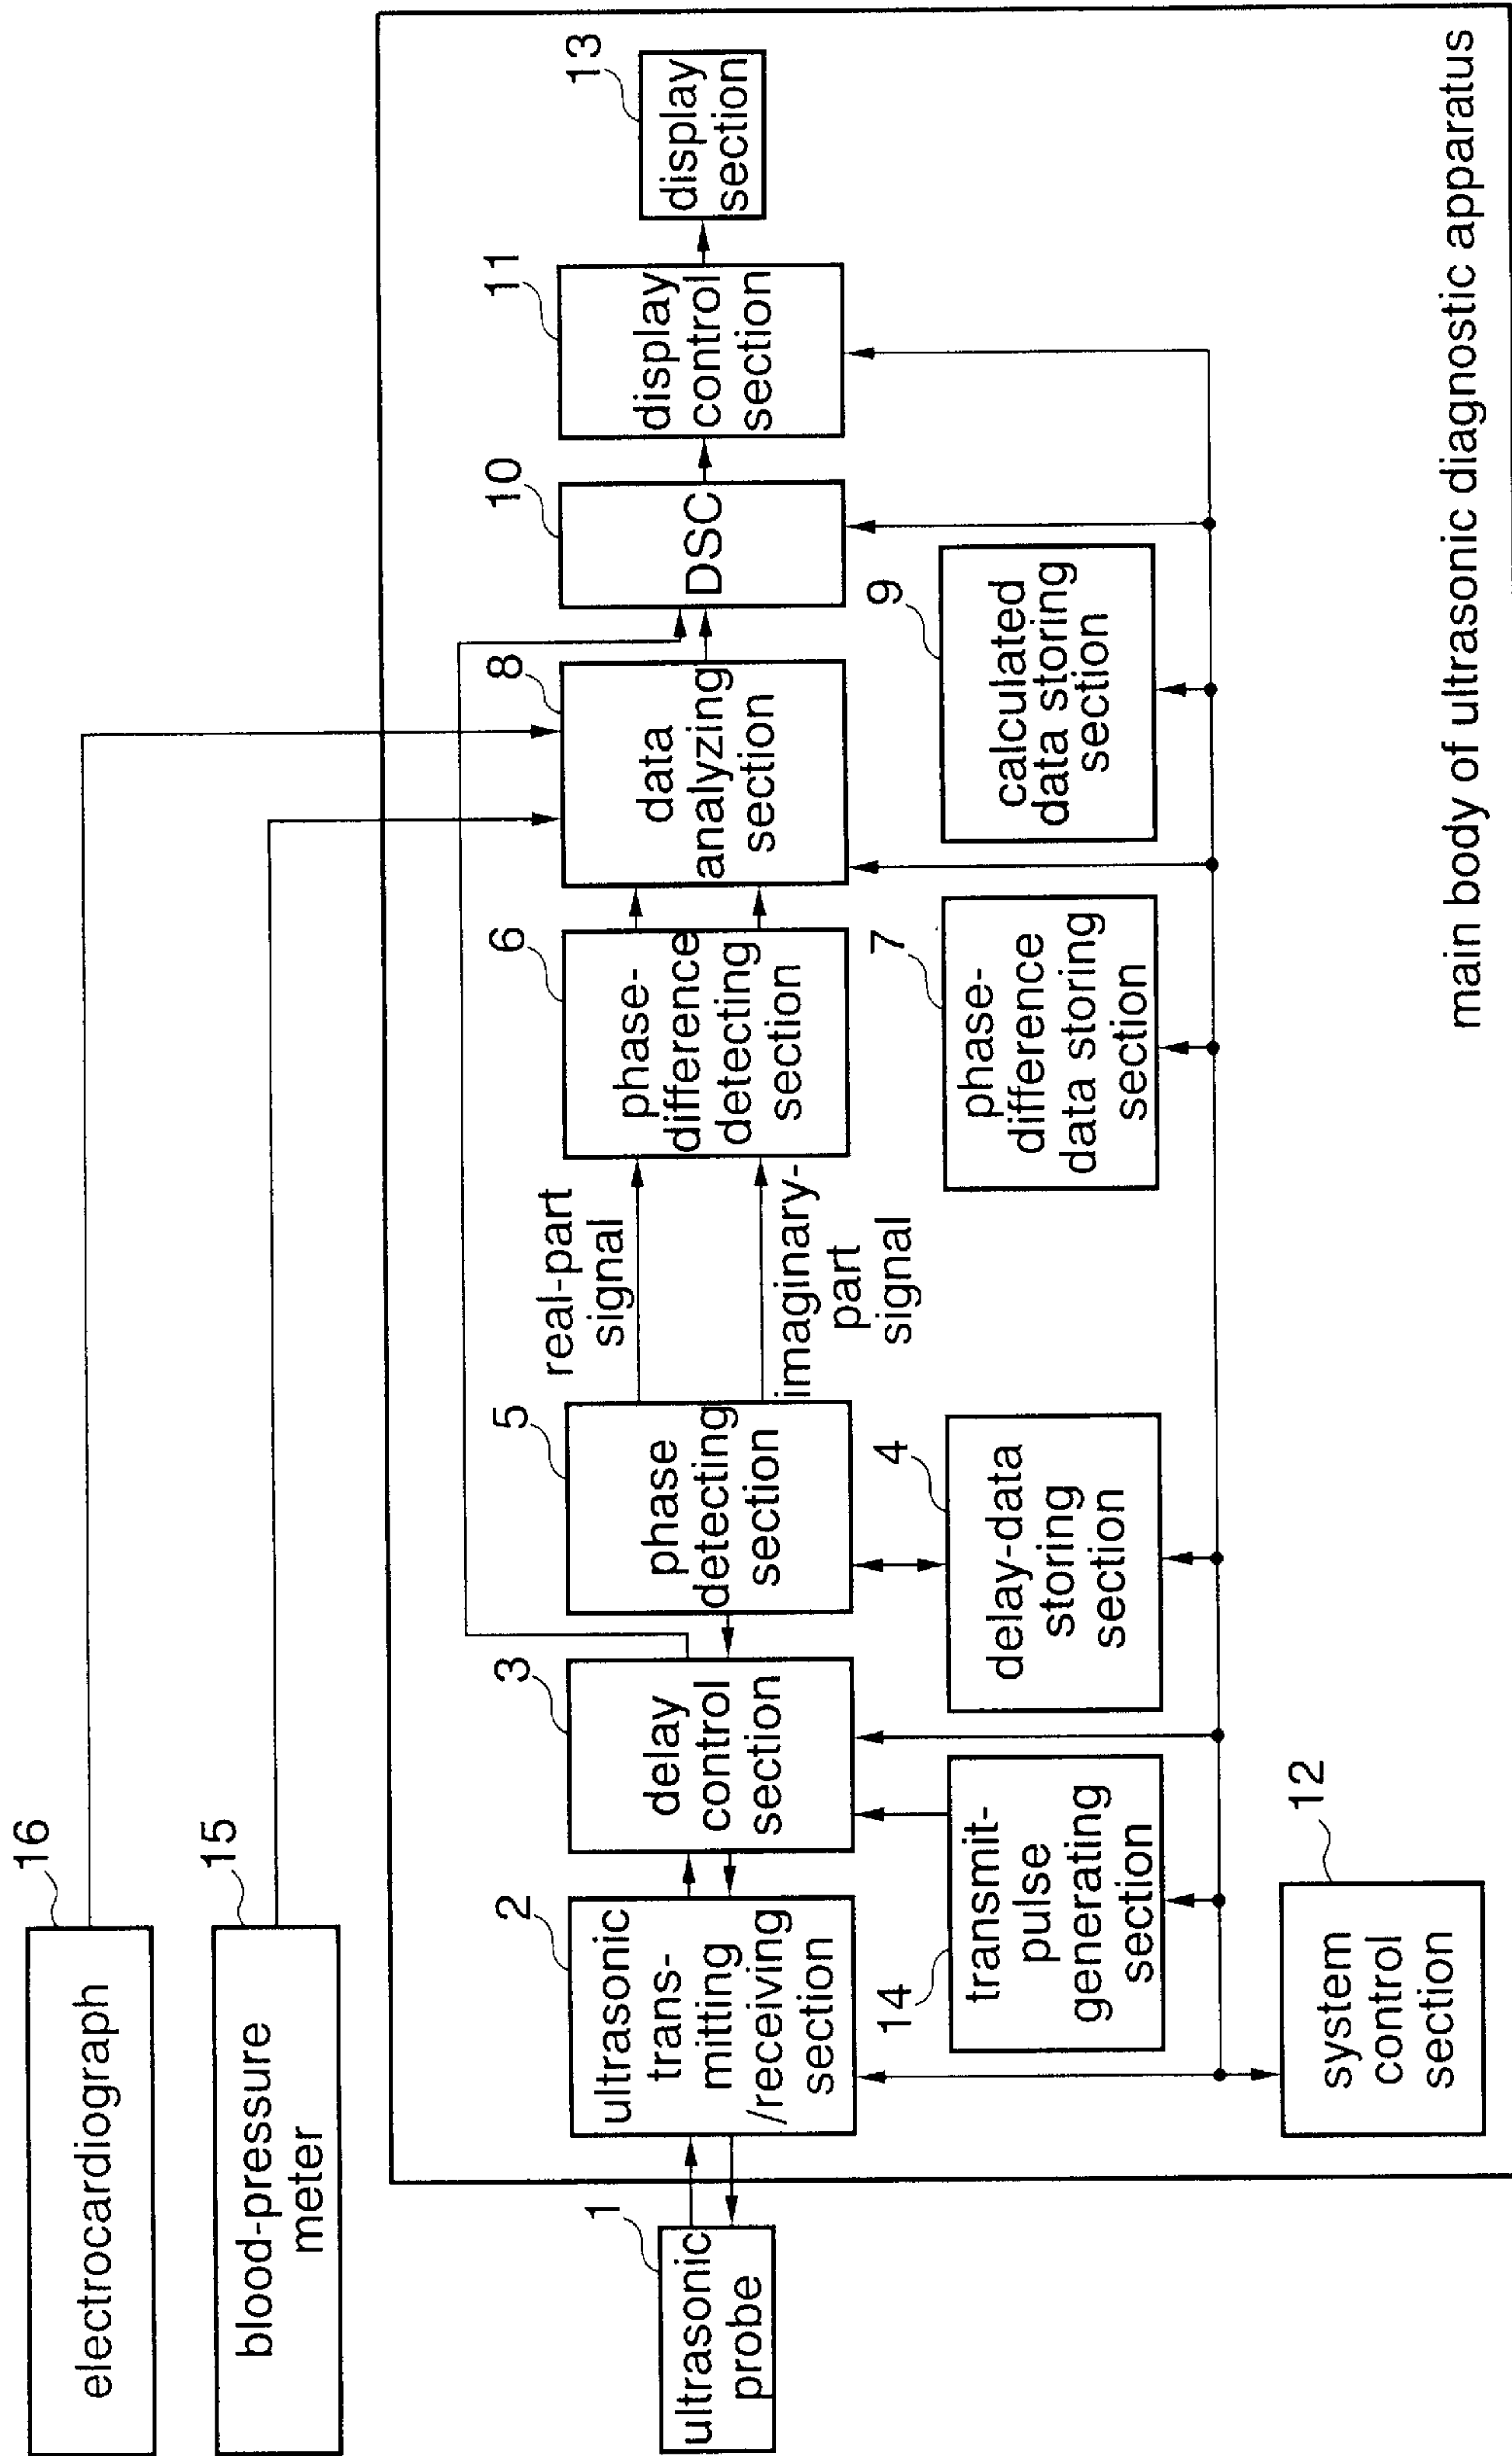 16
electrocardiograph
15
blood-pressure
meter
1
ultrasonic
probe
2
ultrasonic
trans-
mitting
/receiving
section
3
delay
control
section
5
phase
detecting
section
real-part
signal
imaginary-
part
signal
6
phase-
difference
detecting
section
8
data
analyzing
section
10
DSC
11
display
control
section
13
display
section
14
transmit-
pulse
generating
section
4
delay-data
storing
section
7
phase-
difference
data storing
section
9
calculated
data storing
section
12
system
control
section
main body of ultrasonic diagnostic apparatus